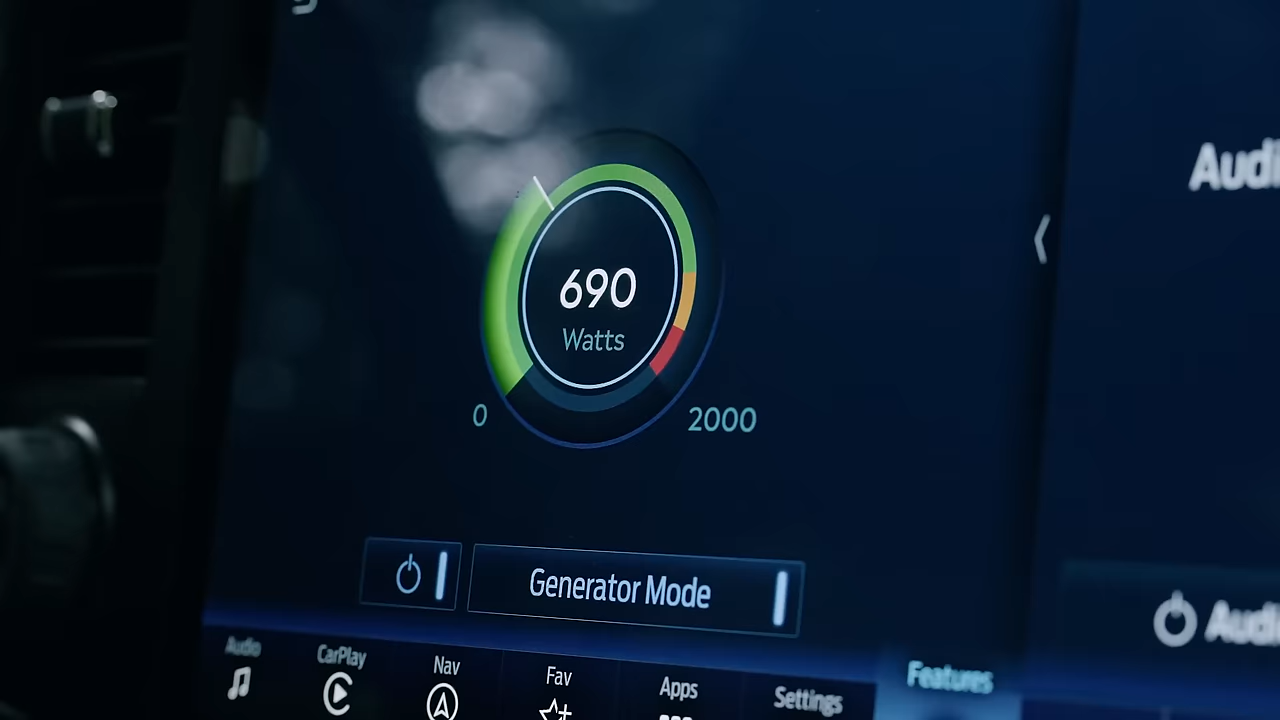 690
Watts
0
2000
Generator Mode
Audio
CarPlay
Nav
Fav
Apps
Settings
Features